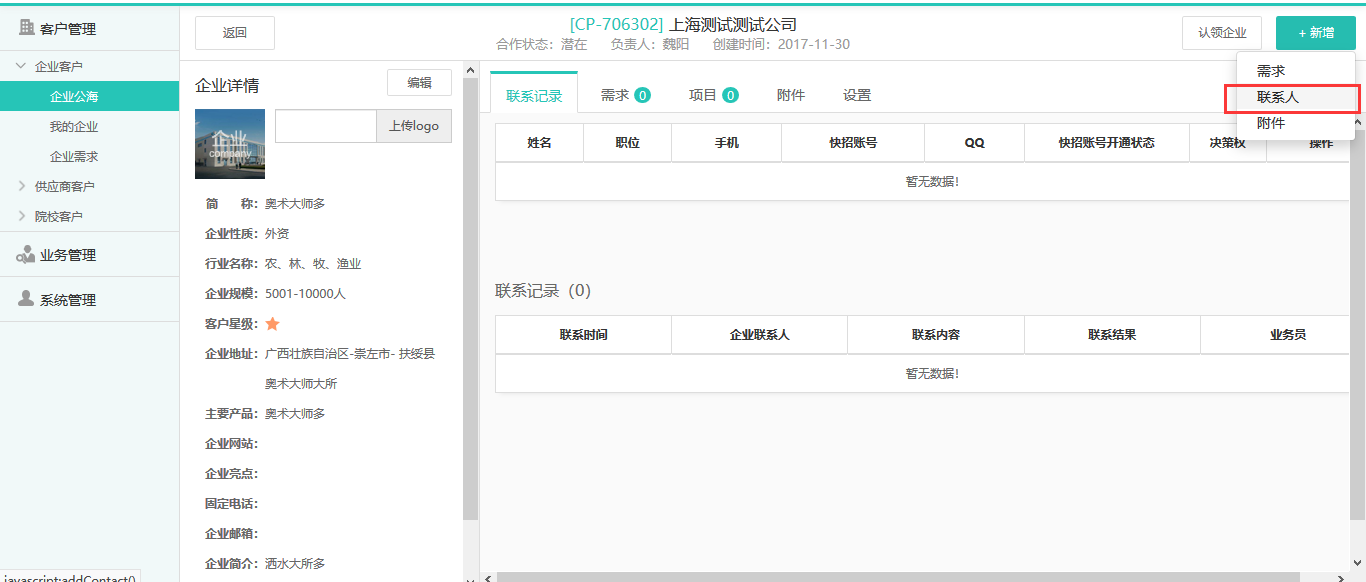 客户管理
企业客户
企业公海
我的企业
企业需求
供应商客户
院校客户
业务管理
系统管理
javascript:addContact()
返回
[CP-706302] 上海测试测试公司
合作状态：潜在 负责人：魏阳 创建时间：2017-11-30
认领企业
+ 新增
需求
联系人
附件
企业详情
编辑
企业
company
上传logo
简 称：奥术大师多
企业性质：外资
行业名称：农、林、牧、渔业
企业规模：5001-10000人
客户星级：
企业地址：广西壮族自治区-崇左市- 扶绥县
奥术大师大所
主要产品：奥术大师多
企业网站：
企业亮点：
固定电话：
企业邮箱：
企业简介：洒水大所多
联系记录 需求 0 项目 0 附件 设置
姓名 职位 手机 快招账号 QQ 快招账号开通状态 决策权 操作
暂无数据!
联系记录（0）
联系时间 企业联系人 联系内容 联系结果 业务员
暂无数据!